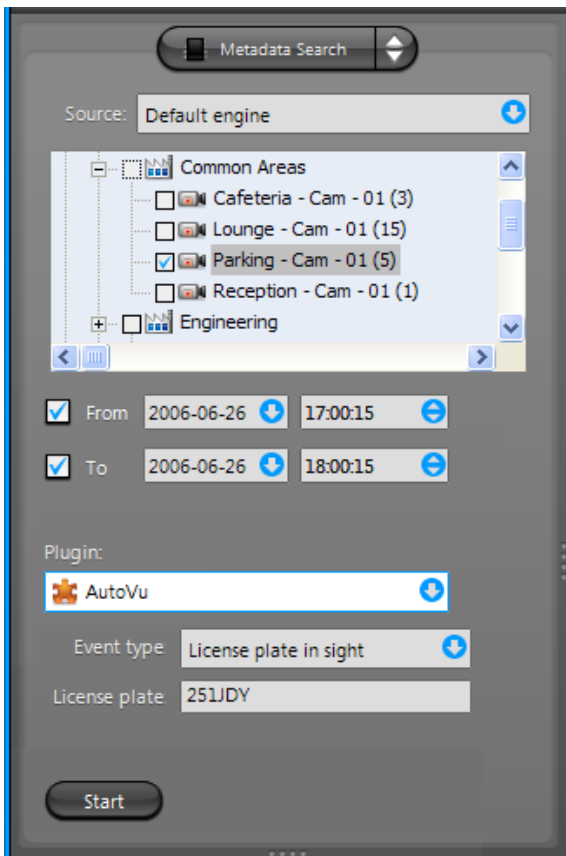 Metadata Search
Source: Default engine
Common Areas
Cafeteria - Cam - 01 (3)
Lounge - Cam - 01 (15)
Parking - Cam - 01 (5)
Reception - Cam - 01 (1)
Engineering
From 2006-06-26 17:00:15
To 2006-06-26 18:00:15
Plugin:
AutoVu
Event type: License plate in sight
License plate: 251JDY
Start